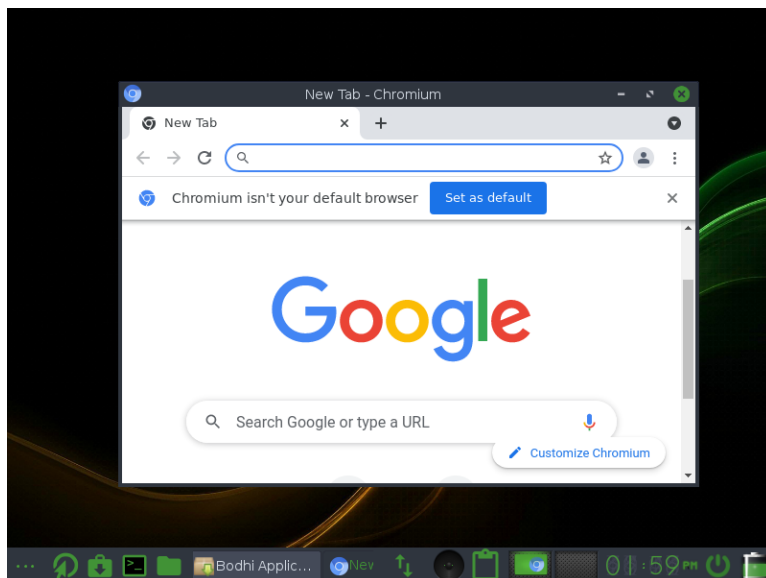 New Tab - Chromium
New Tab
Chromium isn't your default browser
Set as default
Google
Search Google or type a URL
Customize Chromium
Bodhi Applic...
Nev
01:59 PM